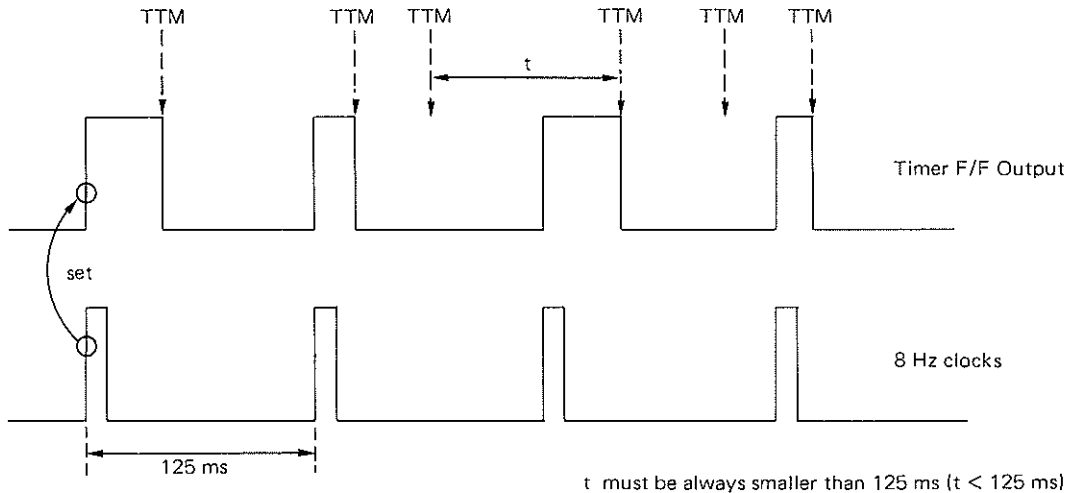 TTM TTM TTM TTM TTM TTM
t
Timer F/F Output
set
8 Hz clocks
125 ms
t must be always smaller than 125 ms (t < 125 ms)